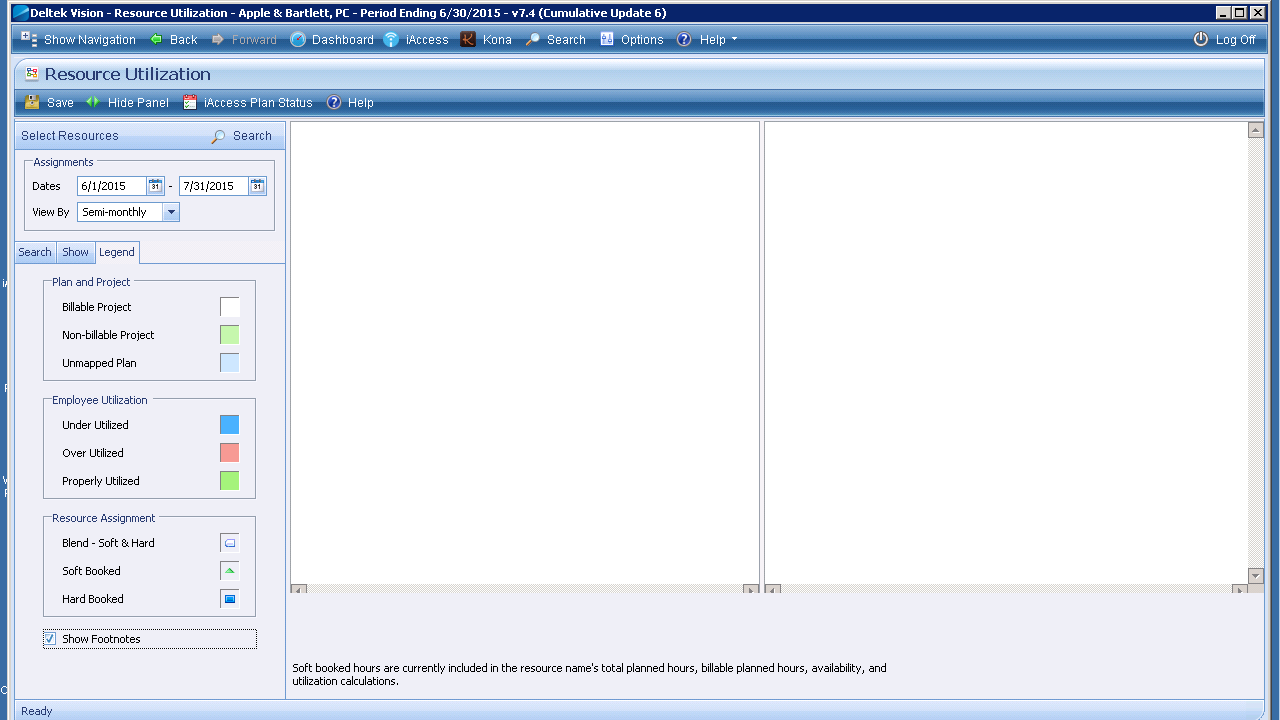 Deltek Vision - Resource Utilization - Apple & Bartlett, PC - Period Ending 6/30/2015 - v7.4 (Cumulative Update 6)
Show Navigation Back Forward Dashboard iAccess Kona Search Options Help Log Off
Resource Utilization
Save Hide Panel iAccess Plan Status Help
Select Resources Search
Assignments
Dates 6/1/2015 31 - 7/31/2015 31
View By Semi-monthly
Search Show Legend
Plan and Project
Billable Project
Non-billable Project
Unmapped Plan
Employee Utilization
Under Utilized
Over Utilized
Properly Utilized
Resource Assignment
Blend - Soft & Hard
Soft Booked
Hard Booked
Show Footnotes
Soft booked hours are currently included in the resource name's total planned hours, billable planned hours, availability, and
utilization calculations.
Ready